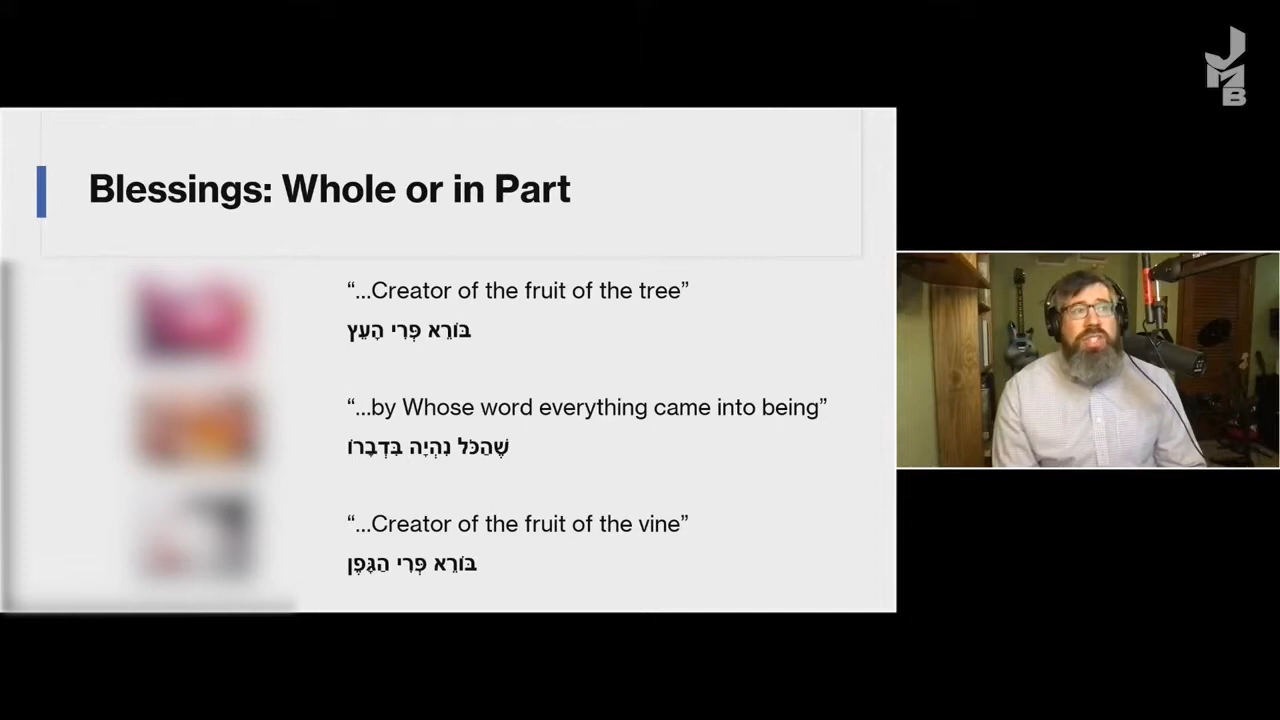 JMB
Blessings: Whole or in Part
“...Creator of the fruit of the tree”
בּוֹרֵא פְּרִי הָעֵץ
“...by Whose word everything came into being”
שֶׁהַכֹּל נִהְיָה בִּדְבָרוֹ
“...Creator of the fruit of the vine”
בּוֹרֵא פְּרִי הַגָּפֶן